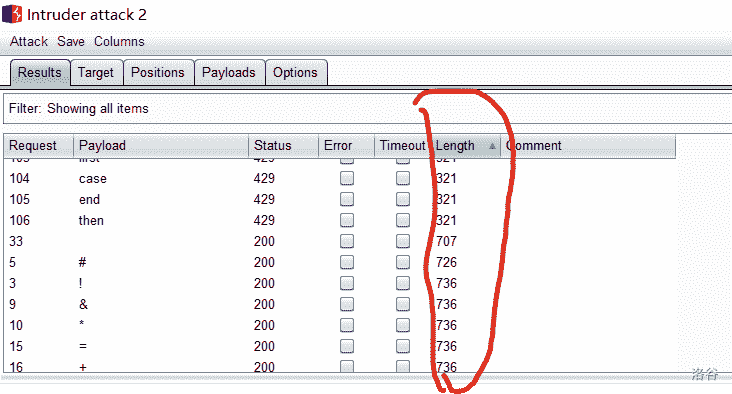 Intruder attack 2
Attack Save Columns
Results Target Positions Payloads Options
Filter: Showing all items
Request Payload Status Error Timeout Length Comment
103 first 429 321
104 case 429 321
105 end 429 321
106 then 429 321
33 200 707
5 # 200 726
3 ! 200 736
9 & 200 736
10 * 200 736
15 = 200 736
16 + 200 736
洛谷